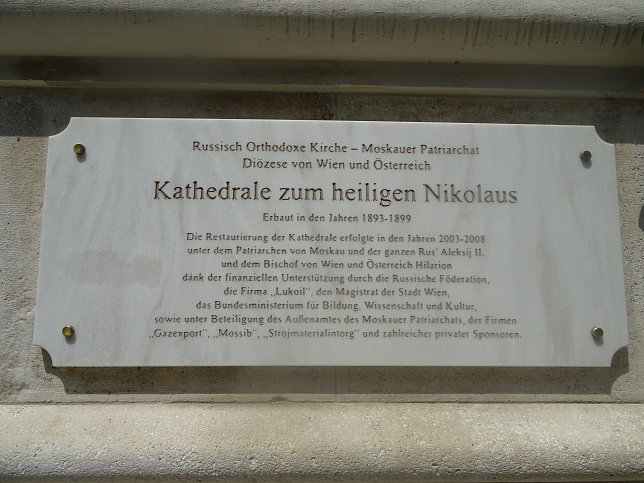 Russisch Orthodoxe Kirche – Moskauer Patriarchat
Diözese von Wien und Österreich
Kathedrale zum heiligen Nikolaus
Erbaut in den Jahren 1893-1899
Die Restaurierung der Kathedrale erfolgte in den Jahren 2003-2008
unter dem Patriarchen von Moskau und der ganzen Rus' Aleksij II.
und dem Bischof von Wien und Österreich Hilarion
dank der finanziellen Unterstützung durch die Russische Föderation,
die Firma „Lukoil", den Magistrat der Stadt Wien,
das Bundesministerium für Bildung, Wissenschaft und Kultur,
sowie unter Beteiligung des Außenamtes des Moskauer Patriarchats, der Firmen
„Gazexport", „Mossib", „Strojmaterialintorg" und zahlreicher privater Sponsoren.